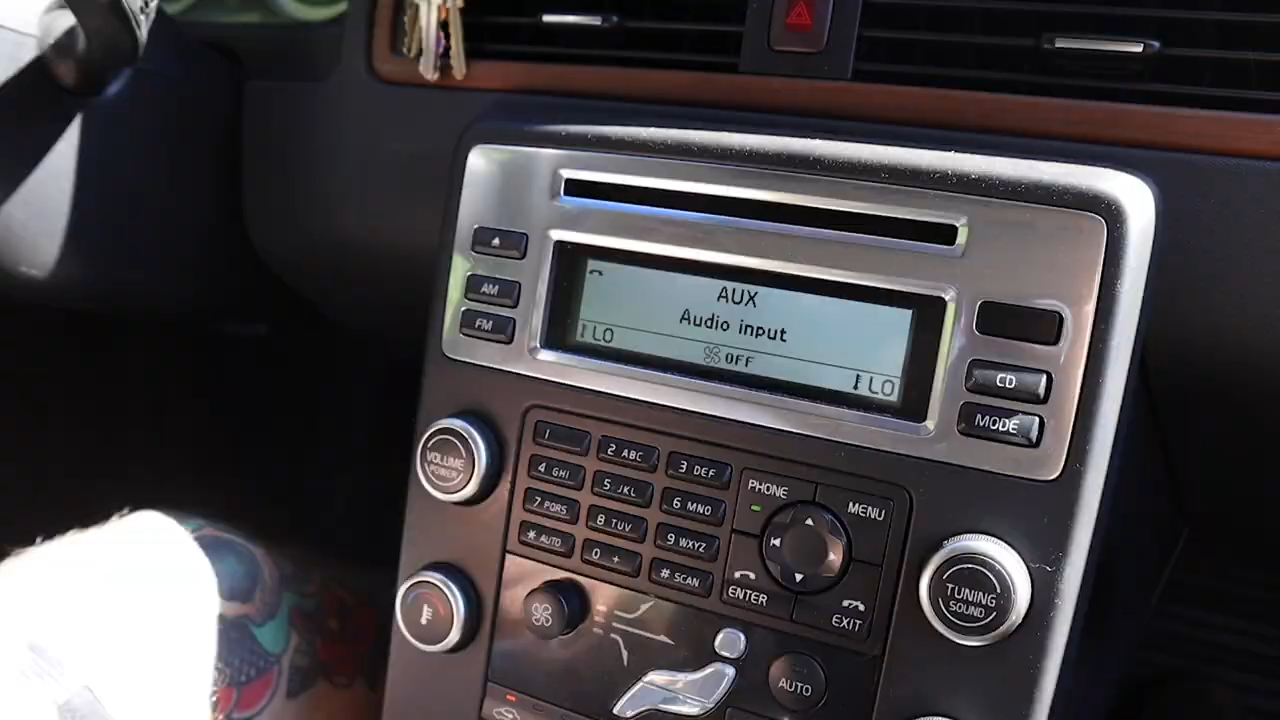 AUX
Audio input
LO
OFF
LO
AM
FM
CD
MODE
VOLUME
POWER
1
2 ABC
3 DEF
4 GHI
5 JKL
6 MNO
7 PQRS
8 TUV
9 WXYZ
* AUTO
0 +
# SCAN
PHONE
MENU
ENTER
EXIT
TUNING
SOUND
AUTO